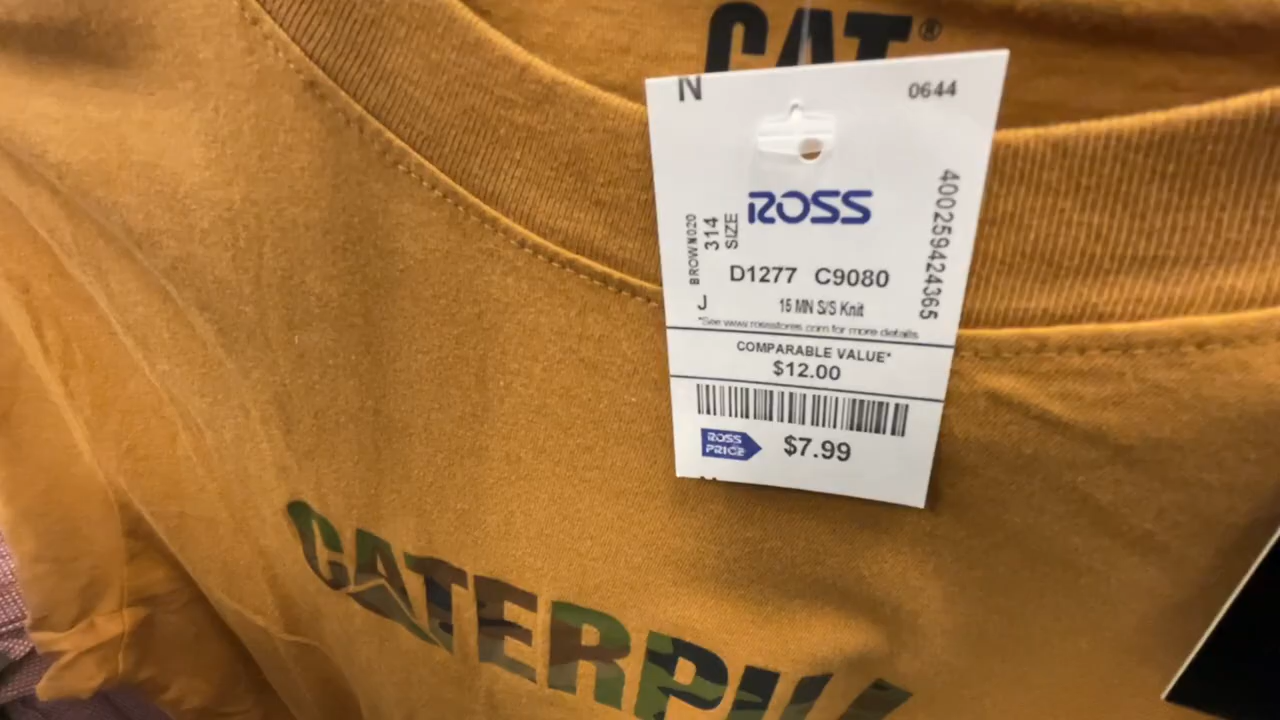 CAT®
N
0644
ROSS
400259424365
BROWN020
314
SIZE
D1277 C9080
J
15 MN S/S Knit
*See www.rossstores.com for more details
COMPARABLE VALUE*
$12.00
ROSS PRICE
$7.99
CATERPILL